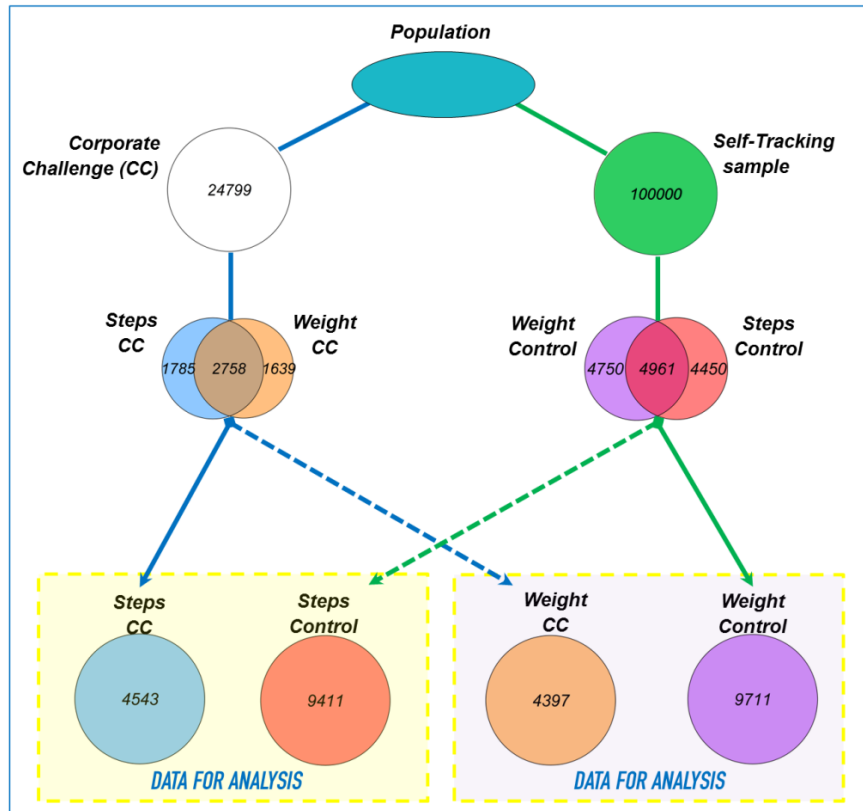 Population
Corporate
Challenge (CC)
24799
Self-Tracking
sample
100000
Steps
CC
Weight
CC
1785
2758
1639
Weight
Control
Steps
Control
4750
4961
4450
Steps
CC
Steps
Control
4543
9411
DATA FOR ANALYSIS
Weight
CC
Weight
Control
4397
9711
DATA FOR ANALYSIS